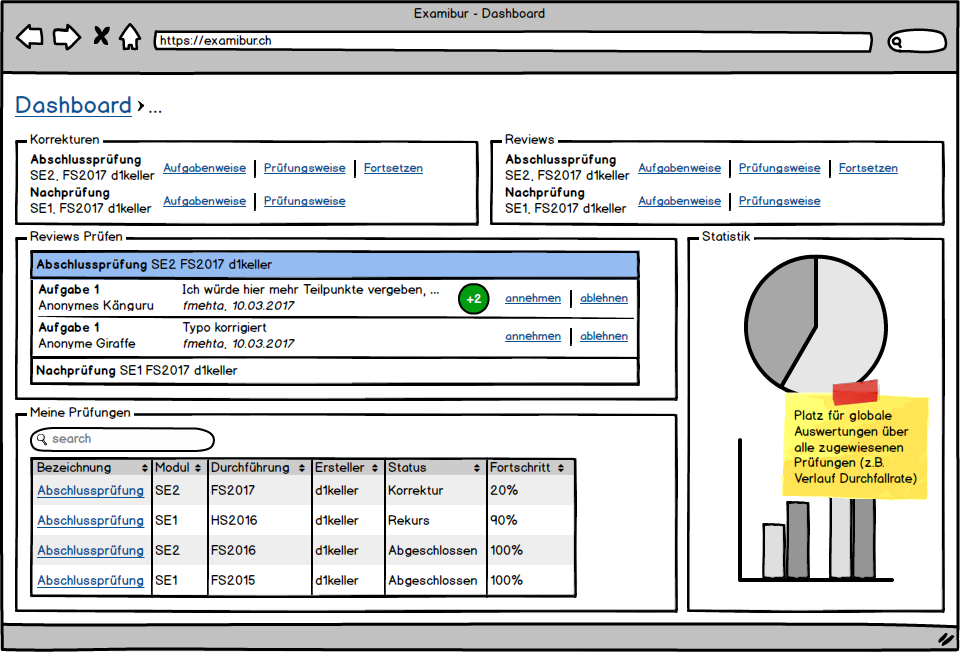 Examibur - Dashboard
https://examibur.ch
Dashboard > ...
Korrekturen
Abschlussprüfung
SE2, FS2017 d1keller
Aufgabenweise | Prüfungsweise | Fortsetzen
Nachprüfung
SE1, FS2017 d1keller
Aufgabenweise | Prüfungsweise
Reviews
Abschlussprüfung
SE2, FS2017 d1keller
Aufgabenweise | Prüfungsweise | Fortsetzen
Nachprüfung
SE1, FS2017 d1keller
Aufgabenweise | Prüfungsweise
Reviews Prüfen
Abschlussprüfung SE2 FS2017 d1keller
Aufgabe 1 Ich würde hier mehr Teilpunkte vergeben, ...
Anonymes Känguru fmehta, 10.03.2017
+2 annehmen | ablehnen
Aufgabe 1 Typo korrigiert
Anonyme Giraffe fmehta, 10.03.2017
annehmen | ablehnen
Nachprüfung SE1 FS2017 d1keller
Statistik
Platz für globale
Auswertungen über
alle zugewiesenen
Prüfungen (z.B.
Verlauf Durchfallrate)
Meine Prüfungen
search
Bezeichnung Modul Durchführung Ersteller Status Fortschritt
Abschlussprüfung SE2 FS2017 d1keller Korrektur 20%
Abschlussprüfung SE1 HS2016 d1keller Rekurs 90%
Abschlussprüfung SE2 FS2016 d1keller Abgeschlossen 100%
Abschlussprüfung SE1 FS2015 d1keller Abgeschlossen 100%